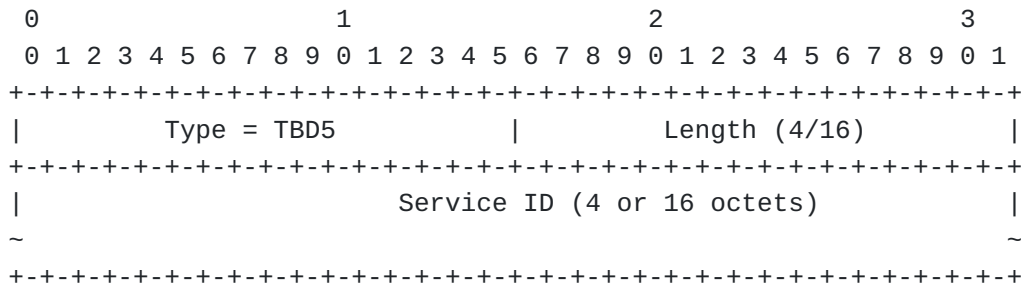 0                   1                   2                   3
 0 1 2 3 4 5 6 7 8 9 0 1 2 3 4 5 6 7 8 9 0 1 2 3 4 5 6 7 8 9 0 1
+-+-+-+-+-+-+-+-+-+-+-+-+-+-+-+-+-+-+-+-+-+-+-+-+-+-+-+-+-+-+-+-+
|         Type = TBD5           |         Length (4/16)         |
+-+-+-+-+-+-+-+-+-+-+-+-+-+-+-+-+-+-+-+-+-+-+-+-+-+-+-+-+-+-+-+-+
|                        Service ID (4 or 16 octets)            |
~                                                               ~
+-+-+-+-+-+-+-+-+-+-+-+-+-+-+-+-+-+-+-+-+-+-+-+-+-+-+-+-+-+-+-+-+